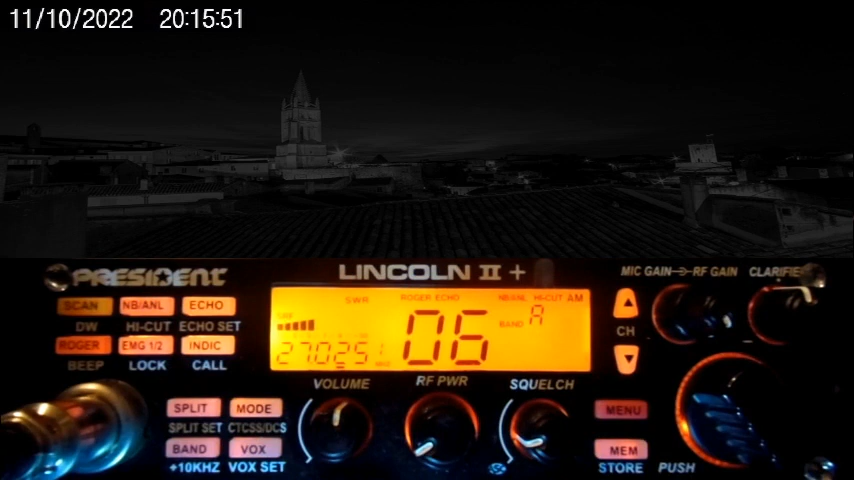 11/10/2022 20:15:51
PRESIDENT LINCOLN II + MIC GAIN RF GAIN CLARIFIER
SCAN NB/ANL ECHO
DW HI-CUT ECHO SET
ROGER EMG 1/2 INDIC
BEEP LOCK CALL
SWR ROGER ECHO NB/ANL HI-CUT AM
06 BAND A
27.025
CH
VOLUME RF PWR SQUELCH
SPLIT MODE MENU
SPLIT SET CTCSS/DCS
BAND VOX MEM
+10KHZ VOX SET STORE PUSH